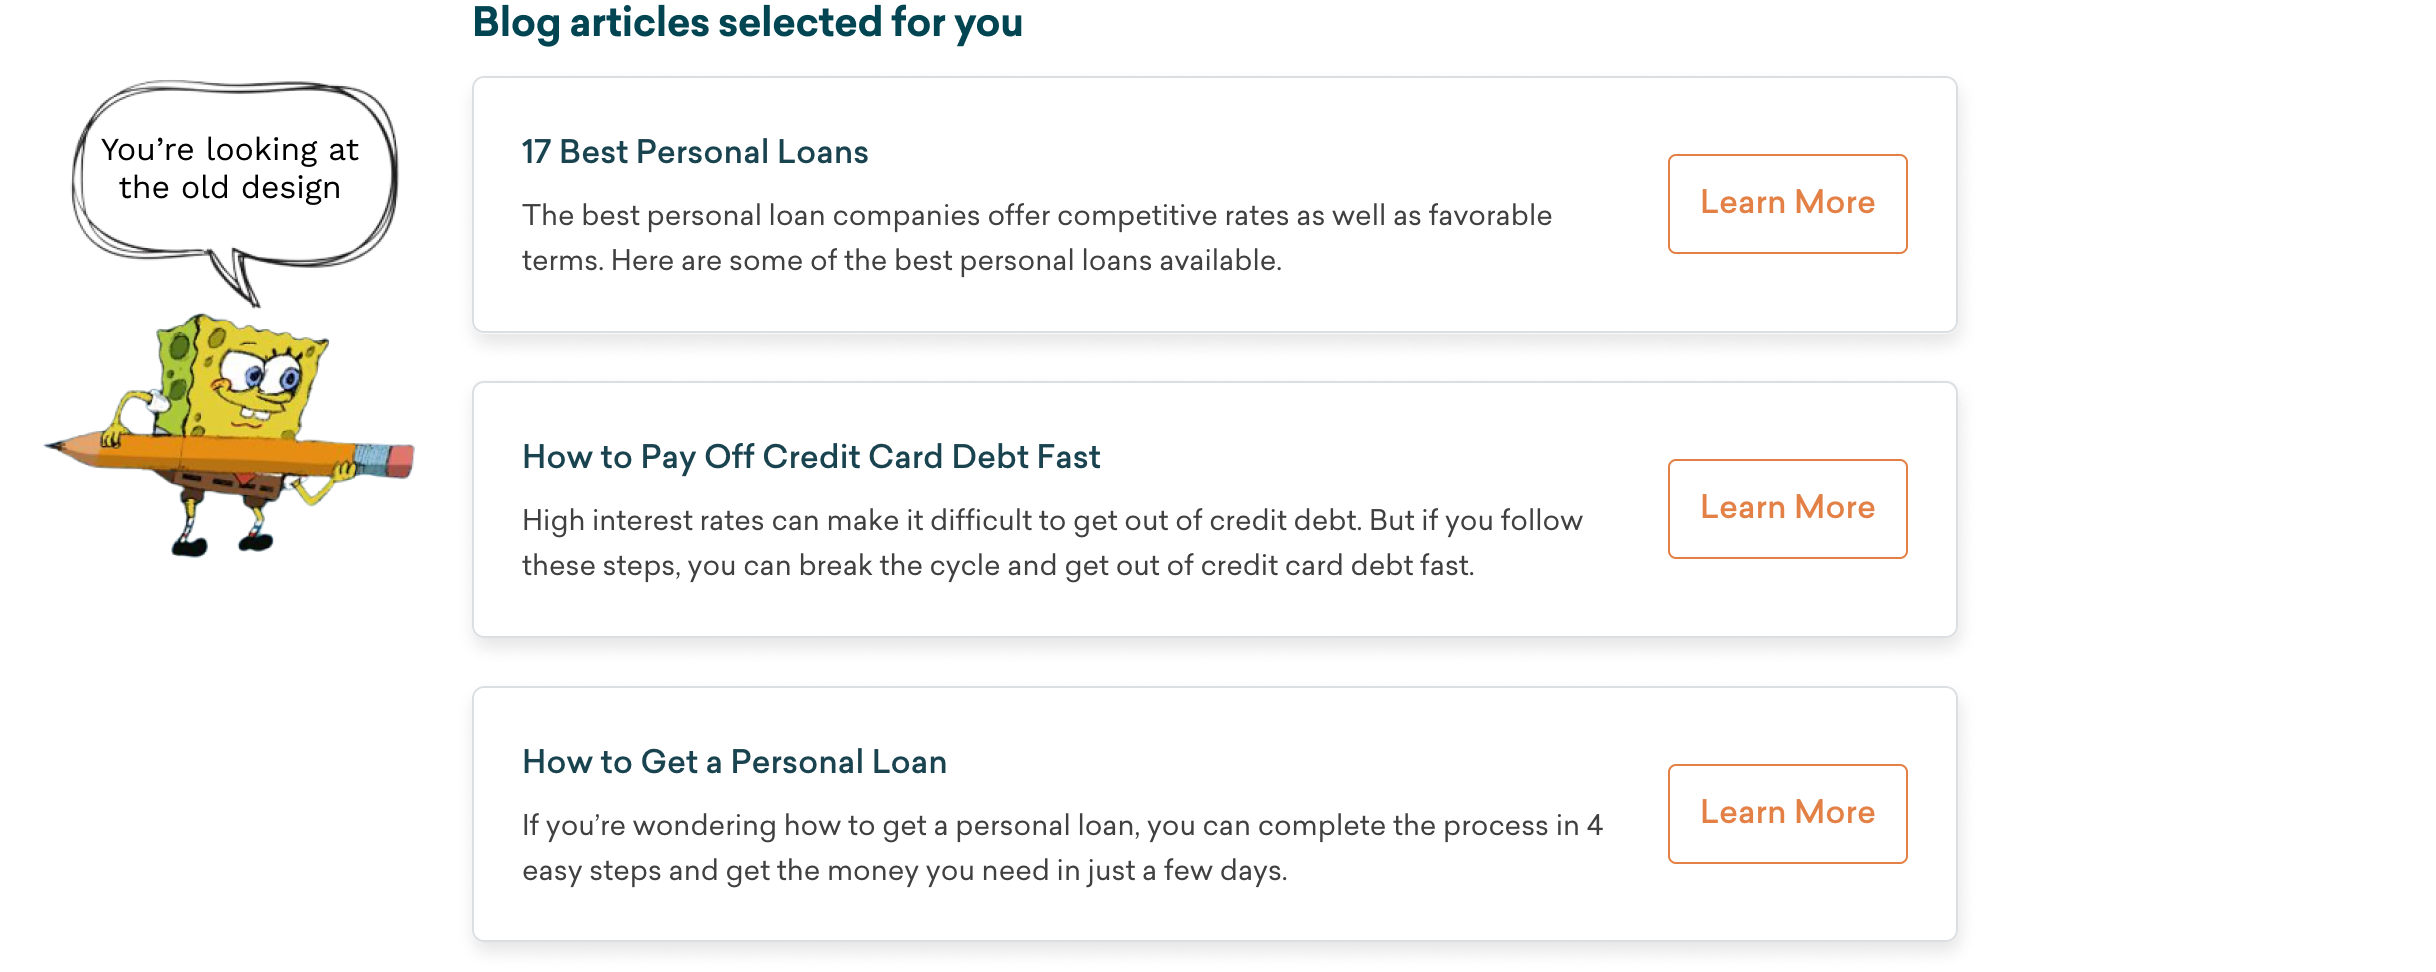 Blog articles selected for you
You’re looking at
the old design
17 Best Personal Loans
The best personal loan companies offer competitive rates as well as favorable
terms. Here are some of the best personal loans available.
Learn More
How to Pay Off Credit Card Debt Fast
High interest rates can make it difficult to get out of credit debt. But if you follow
these steps, you can break the cycle and get out of credit card debt fast.
Learn More
How to Get a Personal Loan
If you’re wondering how to get a personal loan, you can complete the process in 4
easy steps and get the money you need in just a few days.
Learn More